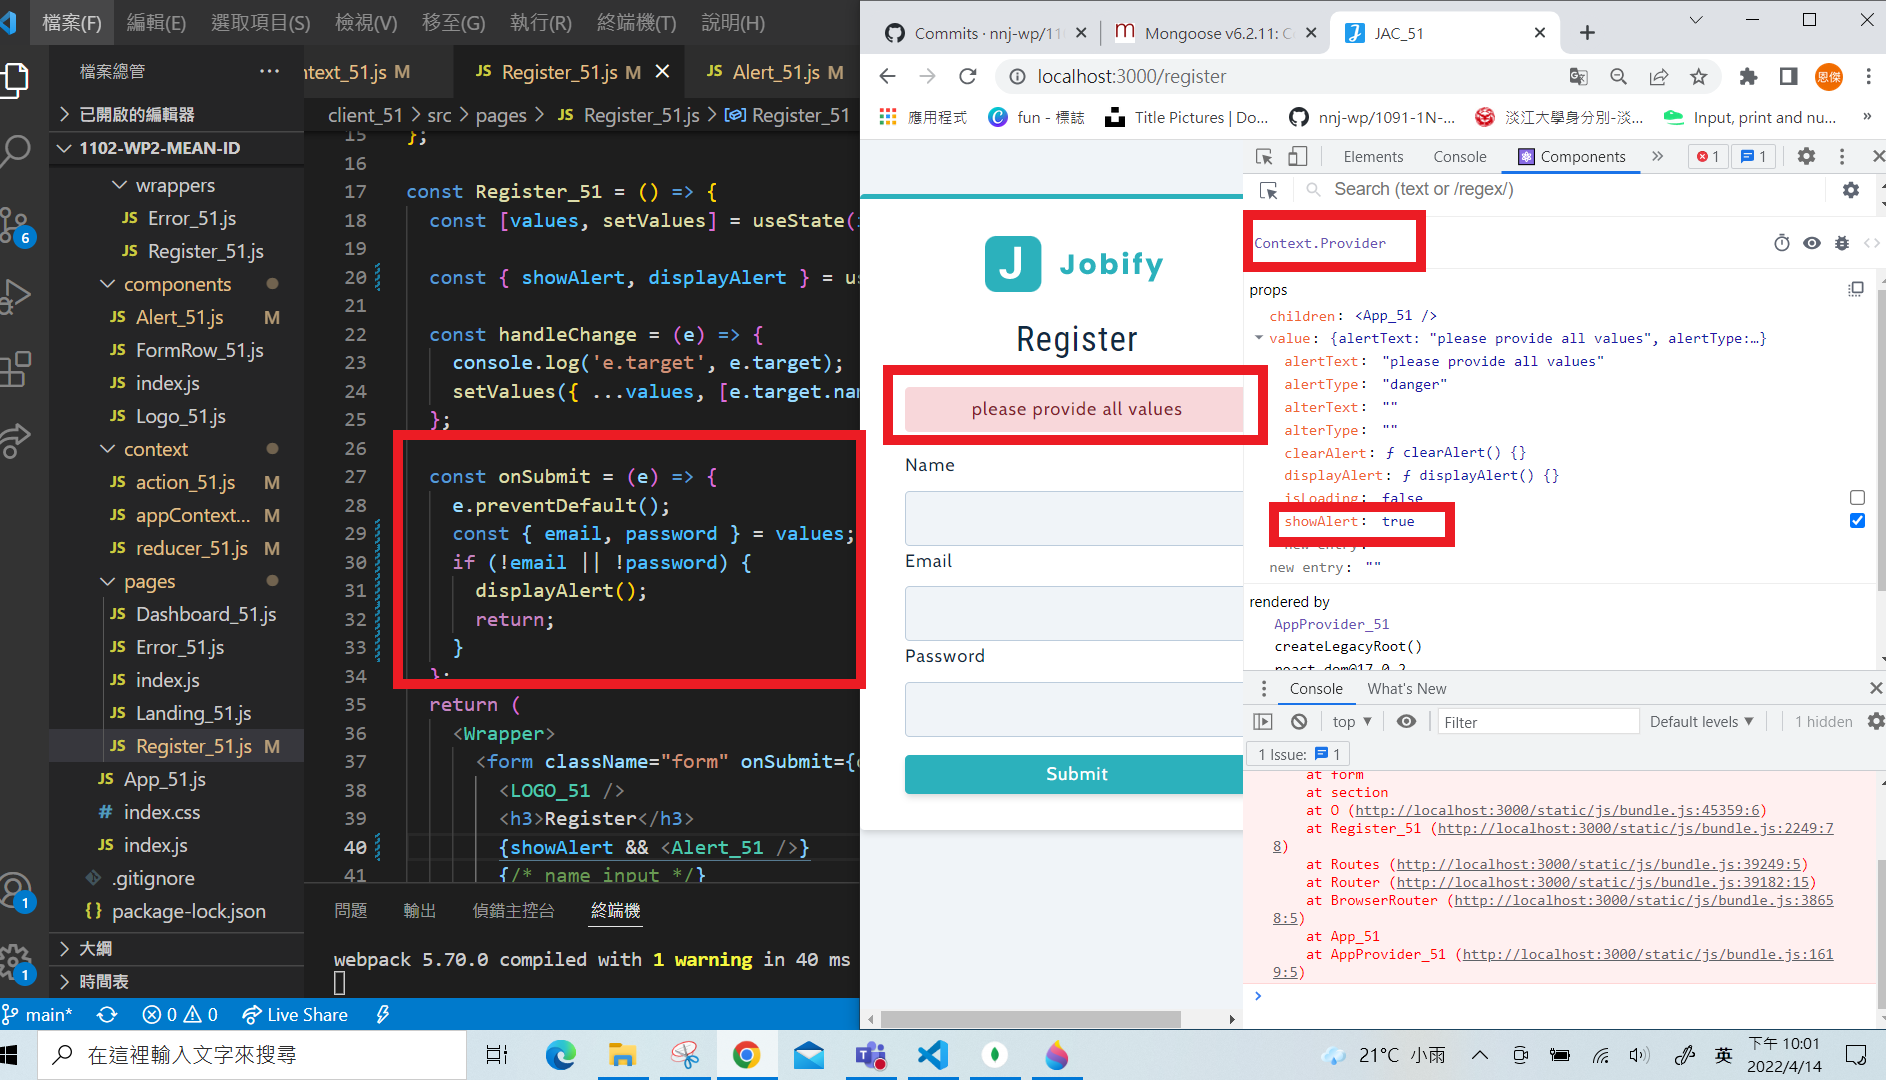 檔案(F) 編輯(E) 選取項目(S) 檢視(V) 移至(G) 執行(R) 終端機(T) 說明(H)
檔案總管
已開啟的編輯器
1102-WP2-MEAN-ID
wrappers
JS Error_51.js
JS Register_51.js
components
JS Alert_51.js M
JS FormRow_51.js
JS index.js
JS Logo_51.js
context
JS action_51.js M
JS appContext... M
JS reducer_51.js M
pages
JS Dashboard_51.js
JS Error_51.js
JS index.js
JS Landing_51.js
JS Register_51.js M
JS App_51.js
# index.css
JS index.js
.gitignore
{} package-lock.json
大綱
時間表
6
1
1
ntext_51.js M JS Register_51.js M JS Alert_51.js M
client_51 > src > pages > JS Register_51.js > Register_51
15 };
16
17 const Register_51 = () => {
18 const [values, setValues] = useState(
19
20 const { showAlert, displayAlert } = us
21
22 const handleChange = (e) => {
23 console.log('e.target', e.target);
24 setValues({ ...values, [e.target.nam
25 };
26
27 const onSubmit = (e) => {
28 e.preventDefault();
29 const { email, password } = values;
30 if (!email || !password) {
31 displayAlert();
32 return;
33 }
34 };
35 return (
36 <Wrapper>
37 <form className="form" onSubmit={
38 <LOGO_51 />
39 <h3>Register</h3>
40 {showAlert && <Alert_51 />}
41 {/* name input */}
問題 輸出 偵錯主控台 終端機
webpack 5.70.0 compiled with 1 warning in 40 ms
main* 0 0 Live Share
Commits · nnj-wp/110 Mongoose v6.2.11: Co JAC_51
localhost:3000/register
恩傑
應用程式 fun - 標誌 Title Pictures | Do... nnj-wp/1091-1N-... 淡江大學身分別-淡... Input, print and nu... »
J Jobify
Register
please provide all values
Name
Email
Password
Submit
Elements Console Components » 1 1
Search (text or /regex/)
Context.Provider
props
children: <App_51 />
value: {alertText: "please provide all values", alertType:…}
alertText: "please provide all values"
alertType: "danger"
alterText: ""
alterType: ""
clearAlert: ƒ clearAlert() {}
displayAlert: ƒ displayAlert() {}
isLoading: false
showAlert: true
new entry:
new entry: ""
rendered by
AppProvider_51
createLegacyRoot()
react-dom@17.0.2
Console What's New
top ▼ Filter Default levels ▼ 1 hidden
1 Issue: 1
at form
at section
at O (http://localhost:3000/static/js/bundle.js:45359:6)
at Register_51 (http://localhost:3000/static/js/bundle.js:2249:7
8)
at Routes (http://localhost:3000/static/js/bundle.js:39249:5)
at Router (http://localhost:3000/static/js/bundle.js:39182:15)
at BrowserRouter (http://localhost:3000/static/js/bundle.js:3865
8:5)
at App_51
at AppProvider_51 (http://localhost:3000/static/js/bundle.js:161
9:5)
在這裡輸入文字來搜尋
21°C 小雨 英 下午 10:01
2022/4/14